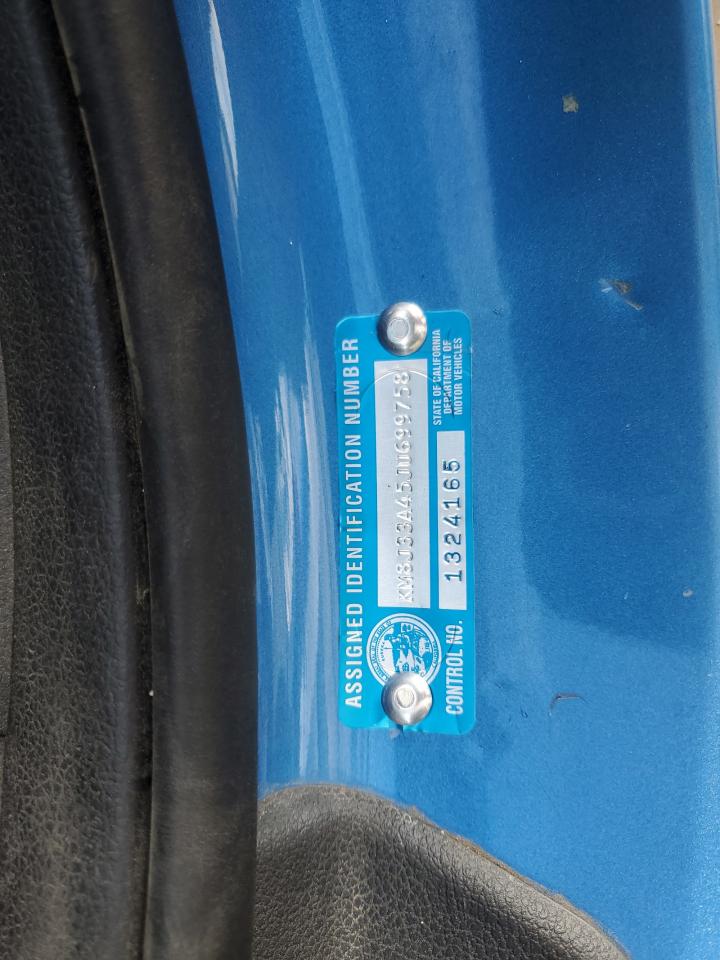 ASSIGNED IDENTIFICATION NUMBER
KM8J33A45JU699758
CONTROL NO.
1324165
STATE OF CALIFORNIA
DEPARTMENT OF
MOTOR VEHICLES